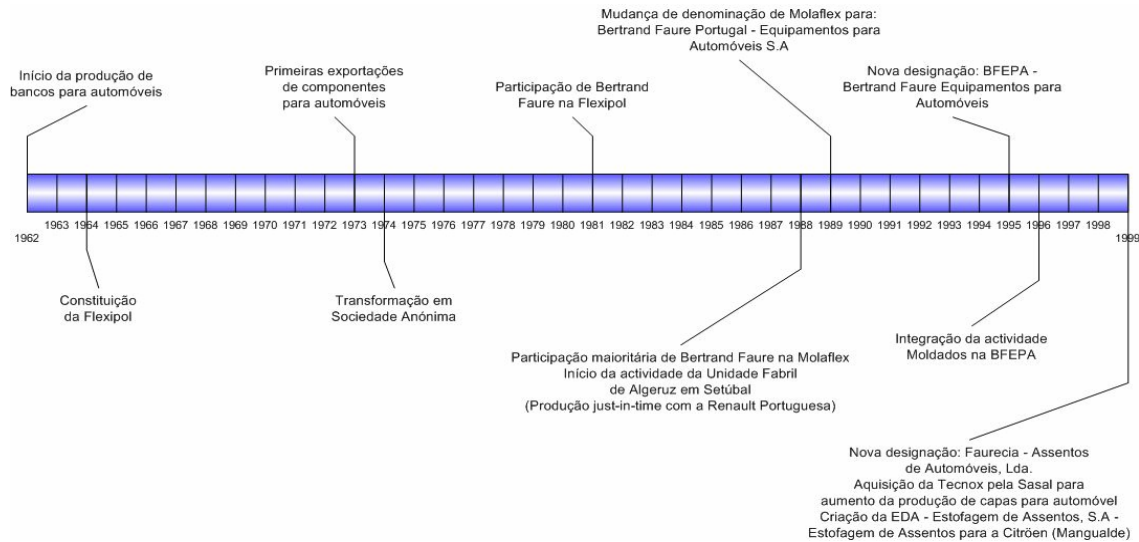 Mudança de denominação de Molaflex para:
Bertrand Faure Portugal - Equipamentos para
Automóveis S.A
Início da produção de
bancos para automóveis
Primeiras exportações
de componentes
para automóveis
Participação de Bertrand
Faure na Flexipol
Nova designação: BFEPA -
Bertrand Faure Equipamentos para
Automóveis
1962
1963 1964 1965 1966 1967 1968 1969 1970 1971 1972 1973 1974 1975 1976 1977 1978 1979 1980 1981 1982 1983 1984 1985 1986 1987 1988 1989 1990 1991 1992 1993 1994 1995 1996 1997 1998
1999
Constituição
da Flexipol
Transformação em
Sociedade Anónima
Participação maioritária de Bertrand Faure na Molaflex
Início da actividade da Unidade Fabril
de Algeruz em Setúbal
(Produção just-in-time com a Renault Portuguesa)
Integração da actividade
Moldados na BFEPA
Nova designação: Faurecia - Assentos
de Automóveis, Lda.
Aquisição da Tecnox pela Sasal para
aumento da produção de capas para automóvel
Criação da EDA - Estofagem de Assentos, S.A -
Estofagem de Assentos para a Citröen (Mangualde)